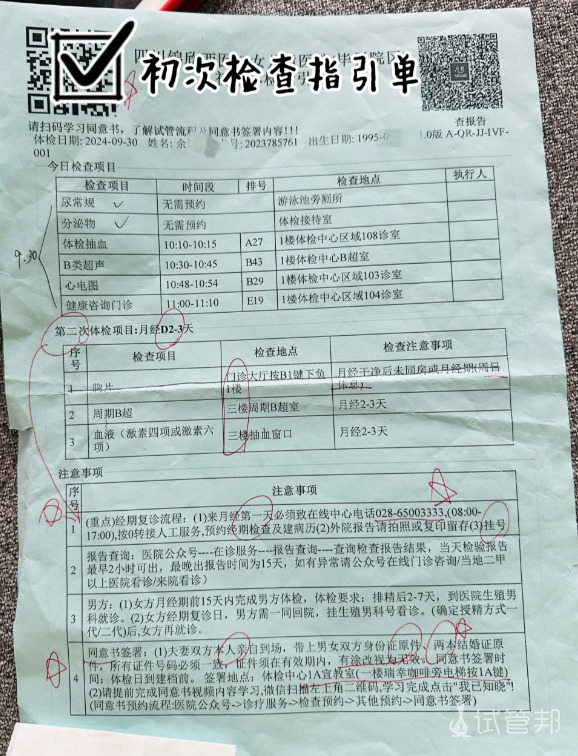 初次检查指引单
请扫码学习同意书，了解试管流程及同意书签署内容!!!
查报告
体检日期: 2024-09-30 姓名: 余 号: 2023785761 出生日期: 1995-0 1.0版 A-QR-JJ-IVF-
001
今日检查项目
检查项目 时间段 排号 检查地点 执行人
尿常规 无需预约 游泳池旁厕所
分泌物 无需预约 体检接待室
体检抽血 10:10-10:15 A27 1楼体检中心区域108诊室
9.30
B类超声 10:30-10:45 B43 1楼体检中心B超室
心电图 10:48-10:54 B29 1楼体检中心区域103诊室
健康咨询门诊 11:00-11:10 E19 1楼体检中心区域104诊室
第二次体检项目:月经D2-3天
序号 检查项目 检查地点 检查注意事项
1 胸片 门诊大厅按B1键下负1楼 月经干净后未同房或月经期(周日休息)
2 周期B超 三楼周期B超室 月经2-3天
3 血液（激素四项或激素六项） 三楼抽血窗口 月经2-3天
注意事项
序号 注意事项
1 (重点)经期复诊流程：(1)来月经第一天必须致在线中心电话028-65003333,(08:00-
17:00),按0转接人工服务,预约经期检查及建病历(2)外院报告请拍照或复印留存(3)挂号
2 报告查询：医院公众号----在诊服务----报告查询----查询检查报告结果，当天检验报告
最早2小时可出，最晚出报告时间为15天，如有异常请公众号在线门诊咨询/当地二甲
以上医院看诊/来院看诊）
3 男方：(1)女方月经期前15天内完成男方体检，体检要求：排精后2-7天，到医院生殖男
科就诊。(2)女方经期复诊日，男方需一同回院，挂生殖男科号看诊。（确定授精方式一
代/二代)后,女方再就诊。
4 同意书签署：(1)夫妻双方本人亲自到场，带上男女双方身份证原件、两本结婚证原
件，所有证件号码必须一致，证件须在有效期内，有涂改视为无效。同意书签署时
间：体检日到建档前。 签署地点：体检中心1A宣教室(一楼瑞幸咖啡旁电梯按1A键)
(2)请提前完成同意书视频内容学习,微信扫描左上角二维码,学习完成点击"我已知晓"!
(同意书预约流程:医院公众号->诊疗服务->检查预约->其他预约->同意书签署)
试管邦